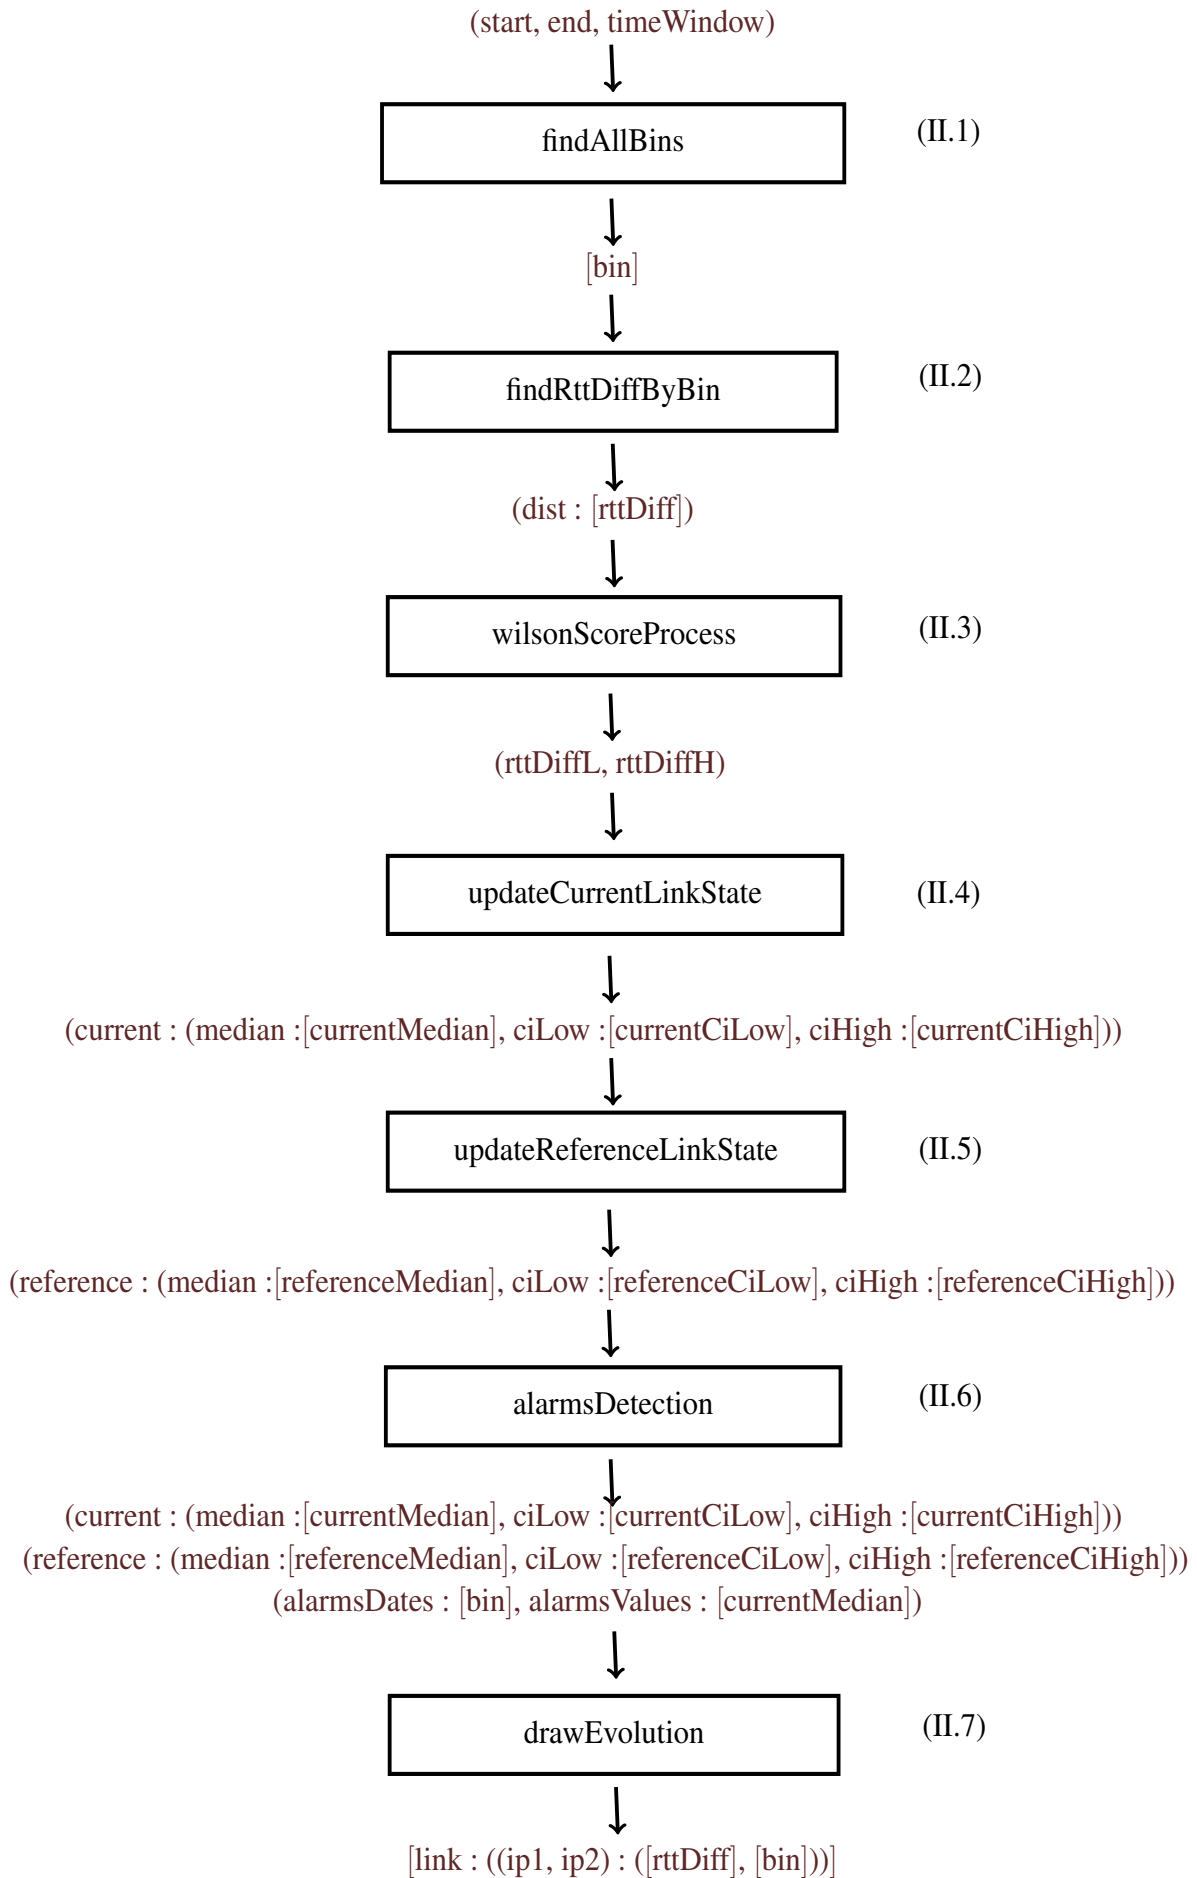 (start, end, timeWindow)
findAllBins (II.1)
[bin]
findRttDiffByBin (II.2)
(dist : [rttDiff])
wilsonScoreProcess (II.3)
(rttDiffL, rttDiffH)
updateCurrentLinkState (II.4)
(current : (median :[currentMedian], ciLow :[currentCiLow], ciHigh :[currentCiHigh]))
updateReferenceLinkState (II.5)
(reference : (median :[referenceMedian], ciLow :[referenceCiLow], ciHigh :[referenceCiHigh]))
alarmsDetection (II.6)
(current : (median :[currentMedian], ciLow :[currentCiLow], ciHigh :[currentCiHigh]))
(reference : (median :[referenceMedian], ciLow :[referenceCiLow], ciHigh :[referenceCiHigh]))
(alarmsDates : [bin], alarmsValues : [currentMedian])
drawEvolution (II.7)
[link : ((ip1, ip2) : ([rttDiff], [bin]))]